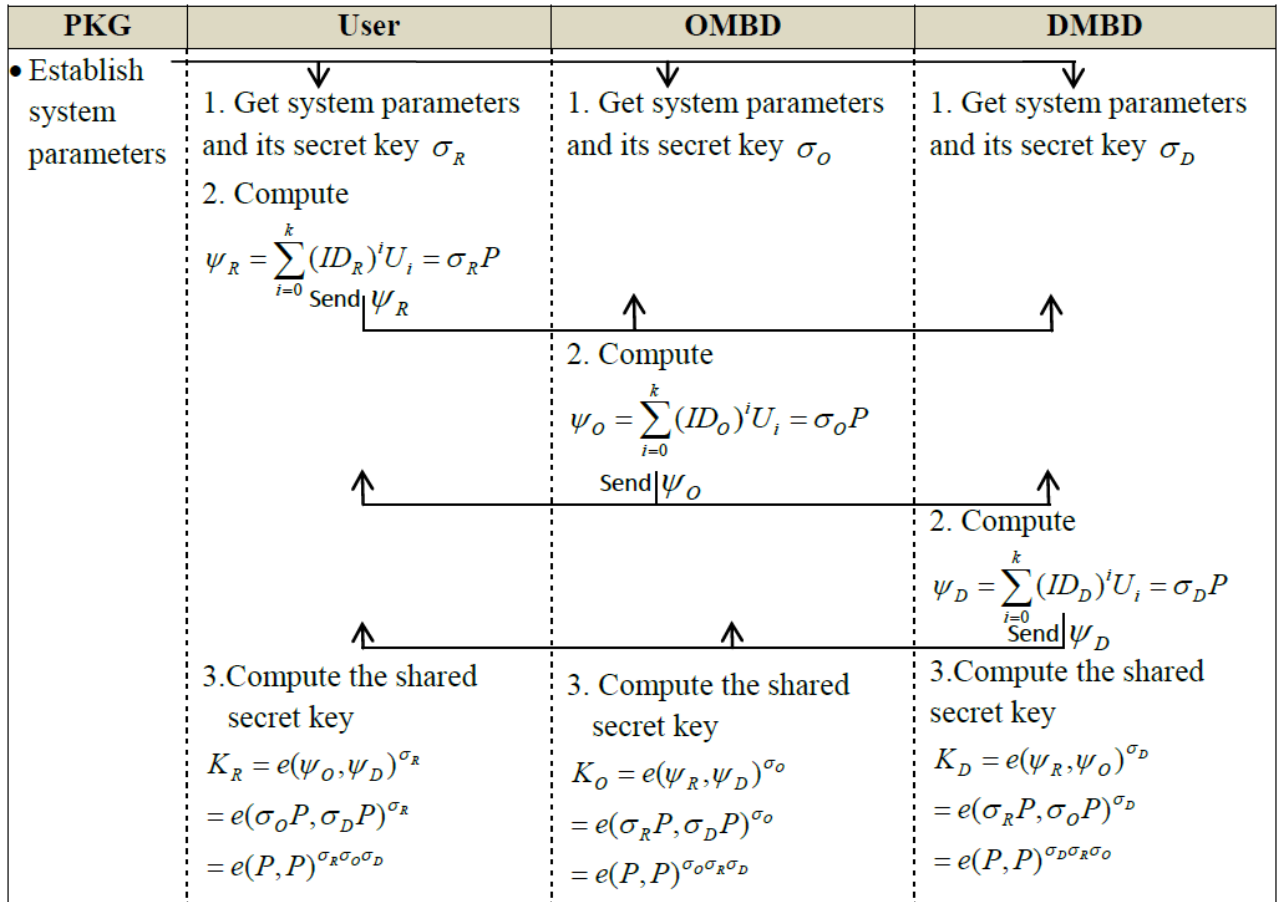 PKG User OMBD DMBD
• Establish
system
parameters
1. Get system parameters
and its secret key σ_R
2. Compute
ψ_R = ∑_{i=0}^{k} (ID_R)^i U_i = σ_R P
Send ψ_R
1. Get system parameters
and its secret key σ_O
2. Compute
ψ_O = ∑_{i=0}^{k} (ID_O)^i U_i = σ_O P
Send ψ_O
1. Get system parameters
and its secret key σ_D
2. Compute
ψ_D = ∑_{i=0}^{k} (ID_D)^i U_i = σ_D P
Send ψ_D
3.Compute the shared
secret key
K_R = e(ψ_O, ψ_D)^{σ_R}
= e(σ_O P, σ_D P)^{σ_R}
= e(P, P)^{σ_R σ_O σ_D}
3. Compute the shared
secret key
K_O = e(ψ_R, ψ_D)^{σ_O}
= e(σ_R P, σ_D P)^{σ_O}
= e(P, P)^{σ_O σ_R σ_D}
3.Compute the shared
secret key
K_D = e(ψ_R, ψ_O)^{σ_D}
= e(σ_R P, σ_O P)^{σ_D}
= e(P, P)^{σ_D σ_R σ_O}